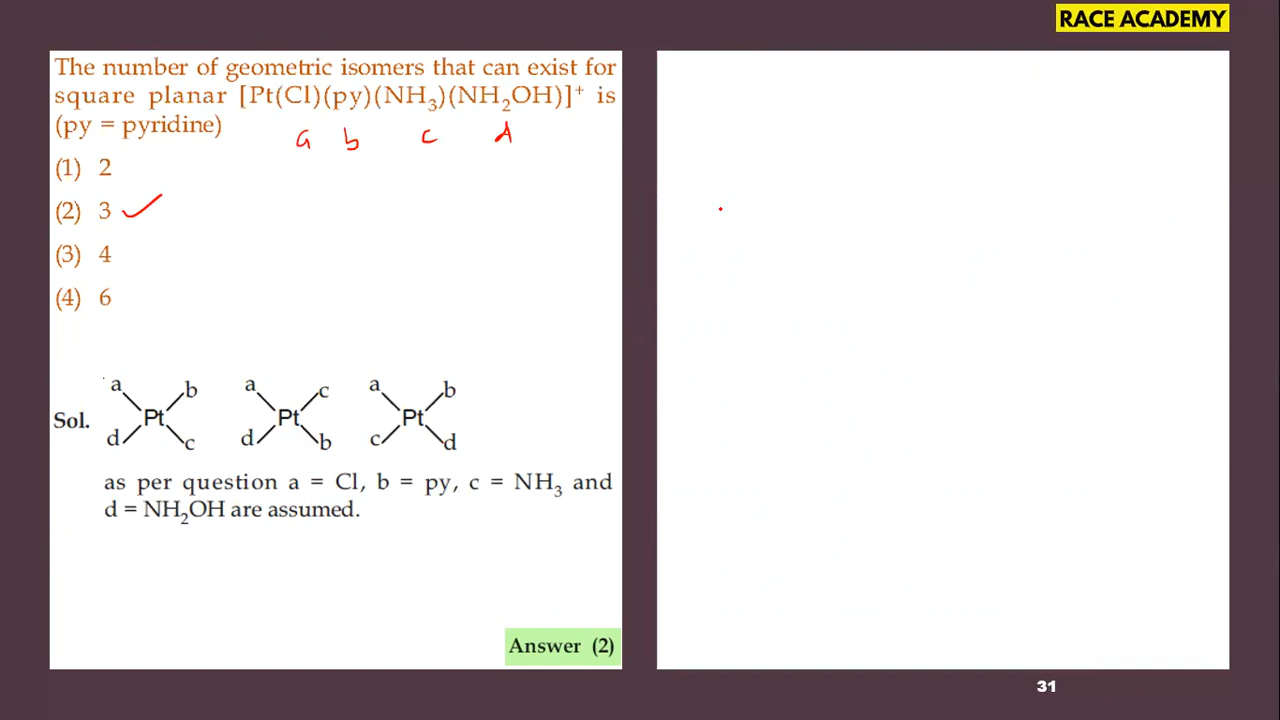 RACE ACADEMY
The number of geometric isomers that can exist for
square planar [Pt(Cl)(py)(NH₃)(NH₂OH)]⁺ is
(py = pyridine)
a b c d
(1) 2
(2) 3
(3) 4
(4) 6
a b a c a b
Sol. Pt Pt Pt
d c d b c d
as per question a = Cl, b = py, c = NH₃ and
d = NH₂OH are assumed.
Answer (2)
31